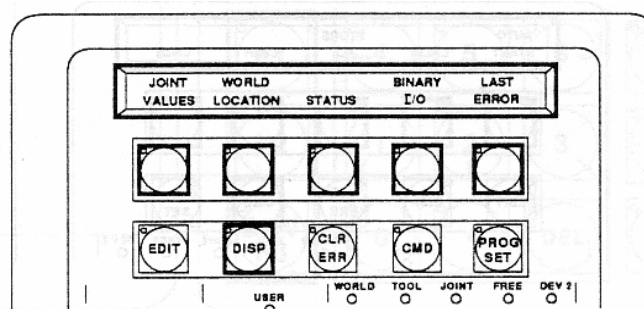 JOINT WORLD BINARY LAST
VALUES LOCATION STATUS I/O ERROR
EDIT DISP CLR ERR CMD PROG SET
USER WORLD TOOL JOINT FREE DEV 2